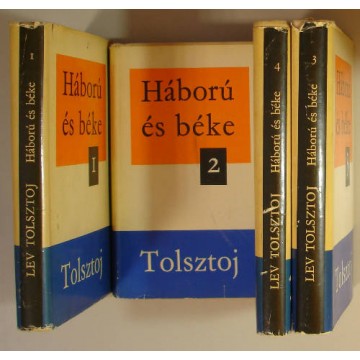 1
LEV TOLSZTOJ Háború és béke
Háború
és béke
1
Tolsztoj
Háború
és béke
2
Tolsztoj
4
LEV TOLSZTOJ Háború és béke
3
LEV TOLSZTOJ Háború és béke